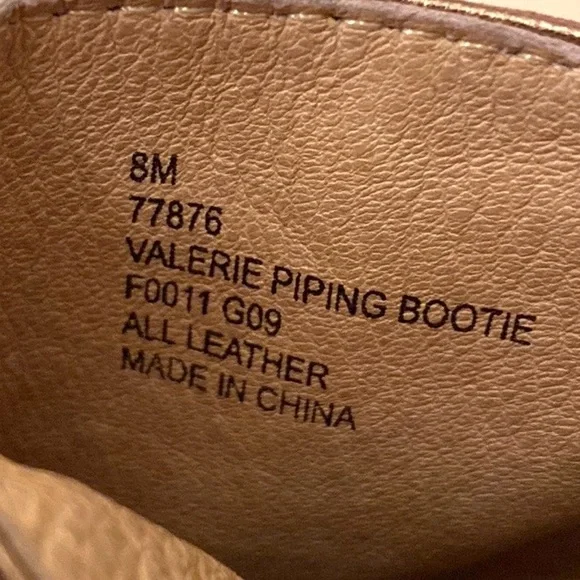 8M
77876
VALERIE PIPING BOOTIE
F0011 G09
ALL LEATHER
MADE IN CHINA